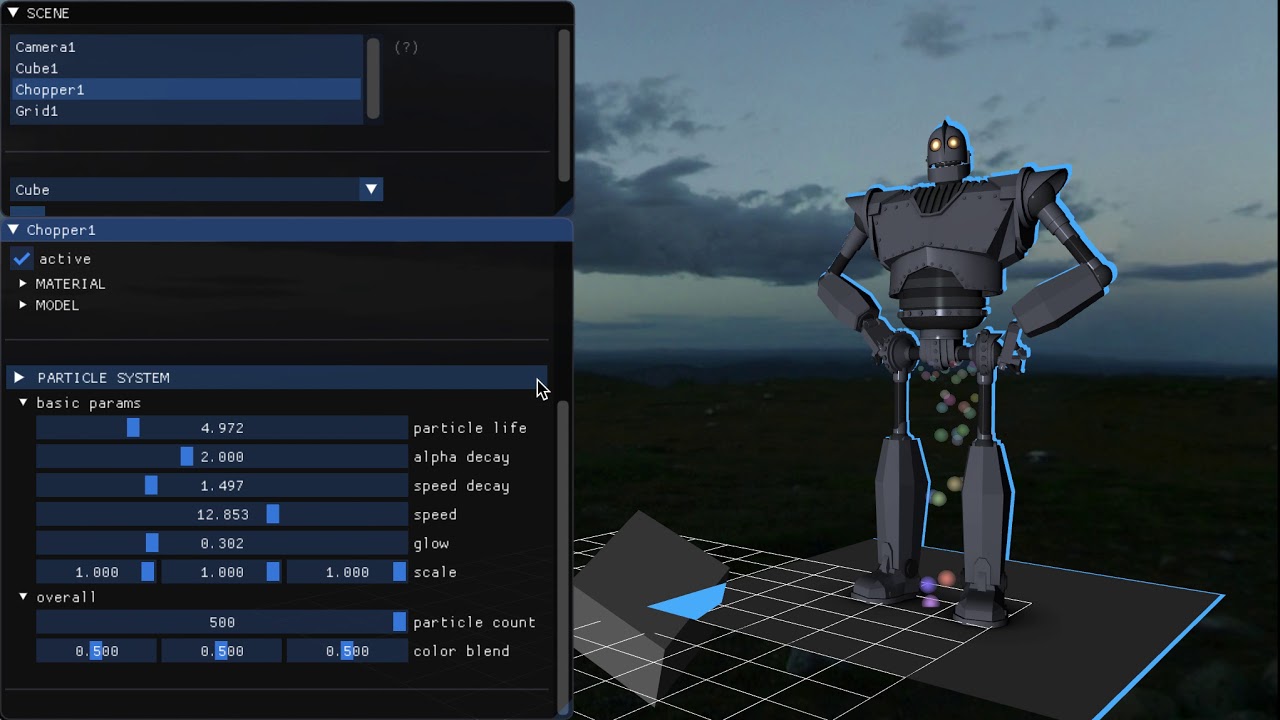 SCENE
Camera1
(?)
Cube1
Chopper1
Grid1
Cube
Chopper1
active
MATERIAL
MODEL
PARTICLE SYSTEM
basic params
4.972 particle life
2.000 alpha decay
1.497 speed decay
12.853 speed
0.302 glow
1.000 1.000 1.000 scale
overall
500 particle count
0.500 0.500 0.500 color blend